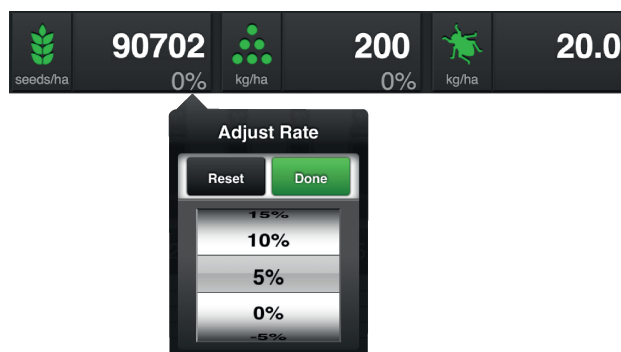 90702 200 20.0
seeds/ha 0% kg/ha 0% kg/ha
Adjust Rate
Reset Done
15%
10%
5%
0%
-5%